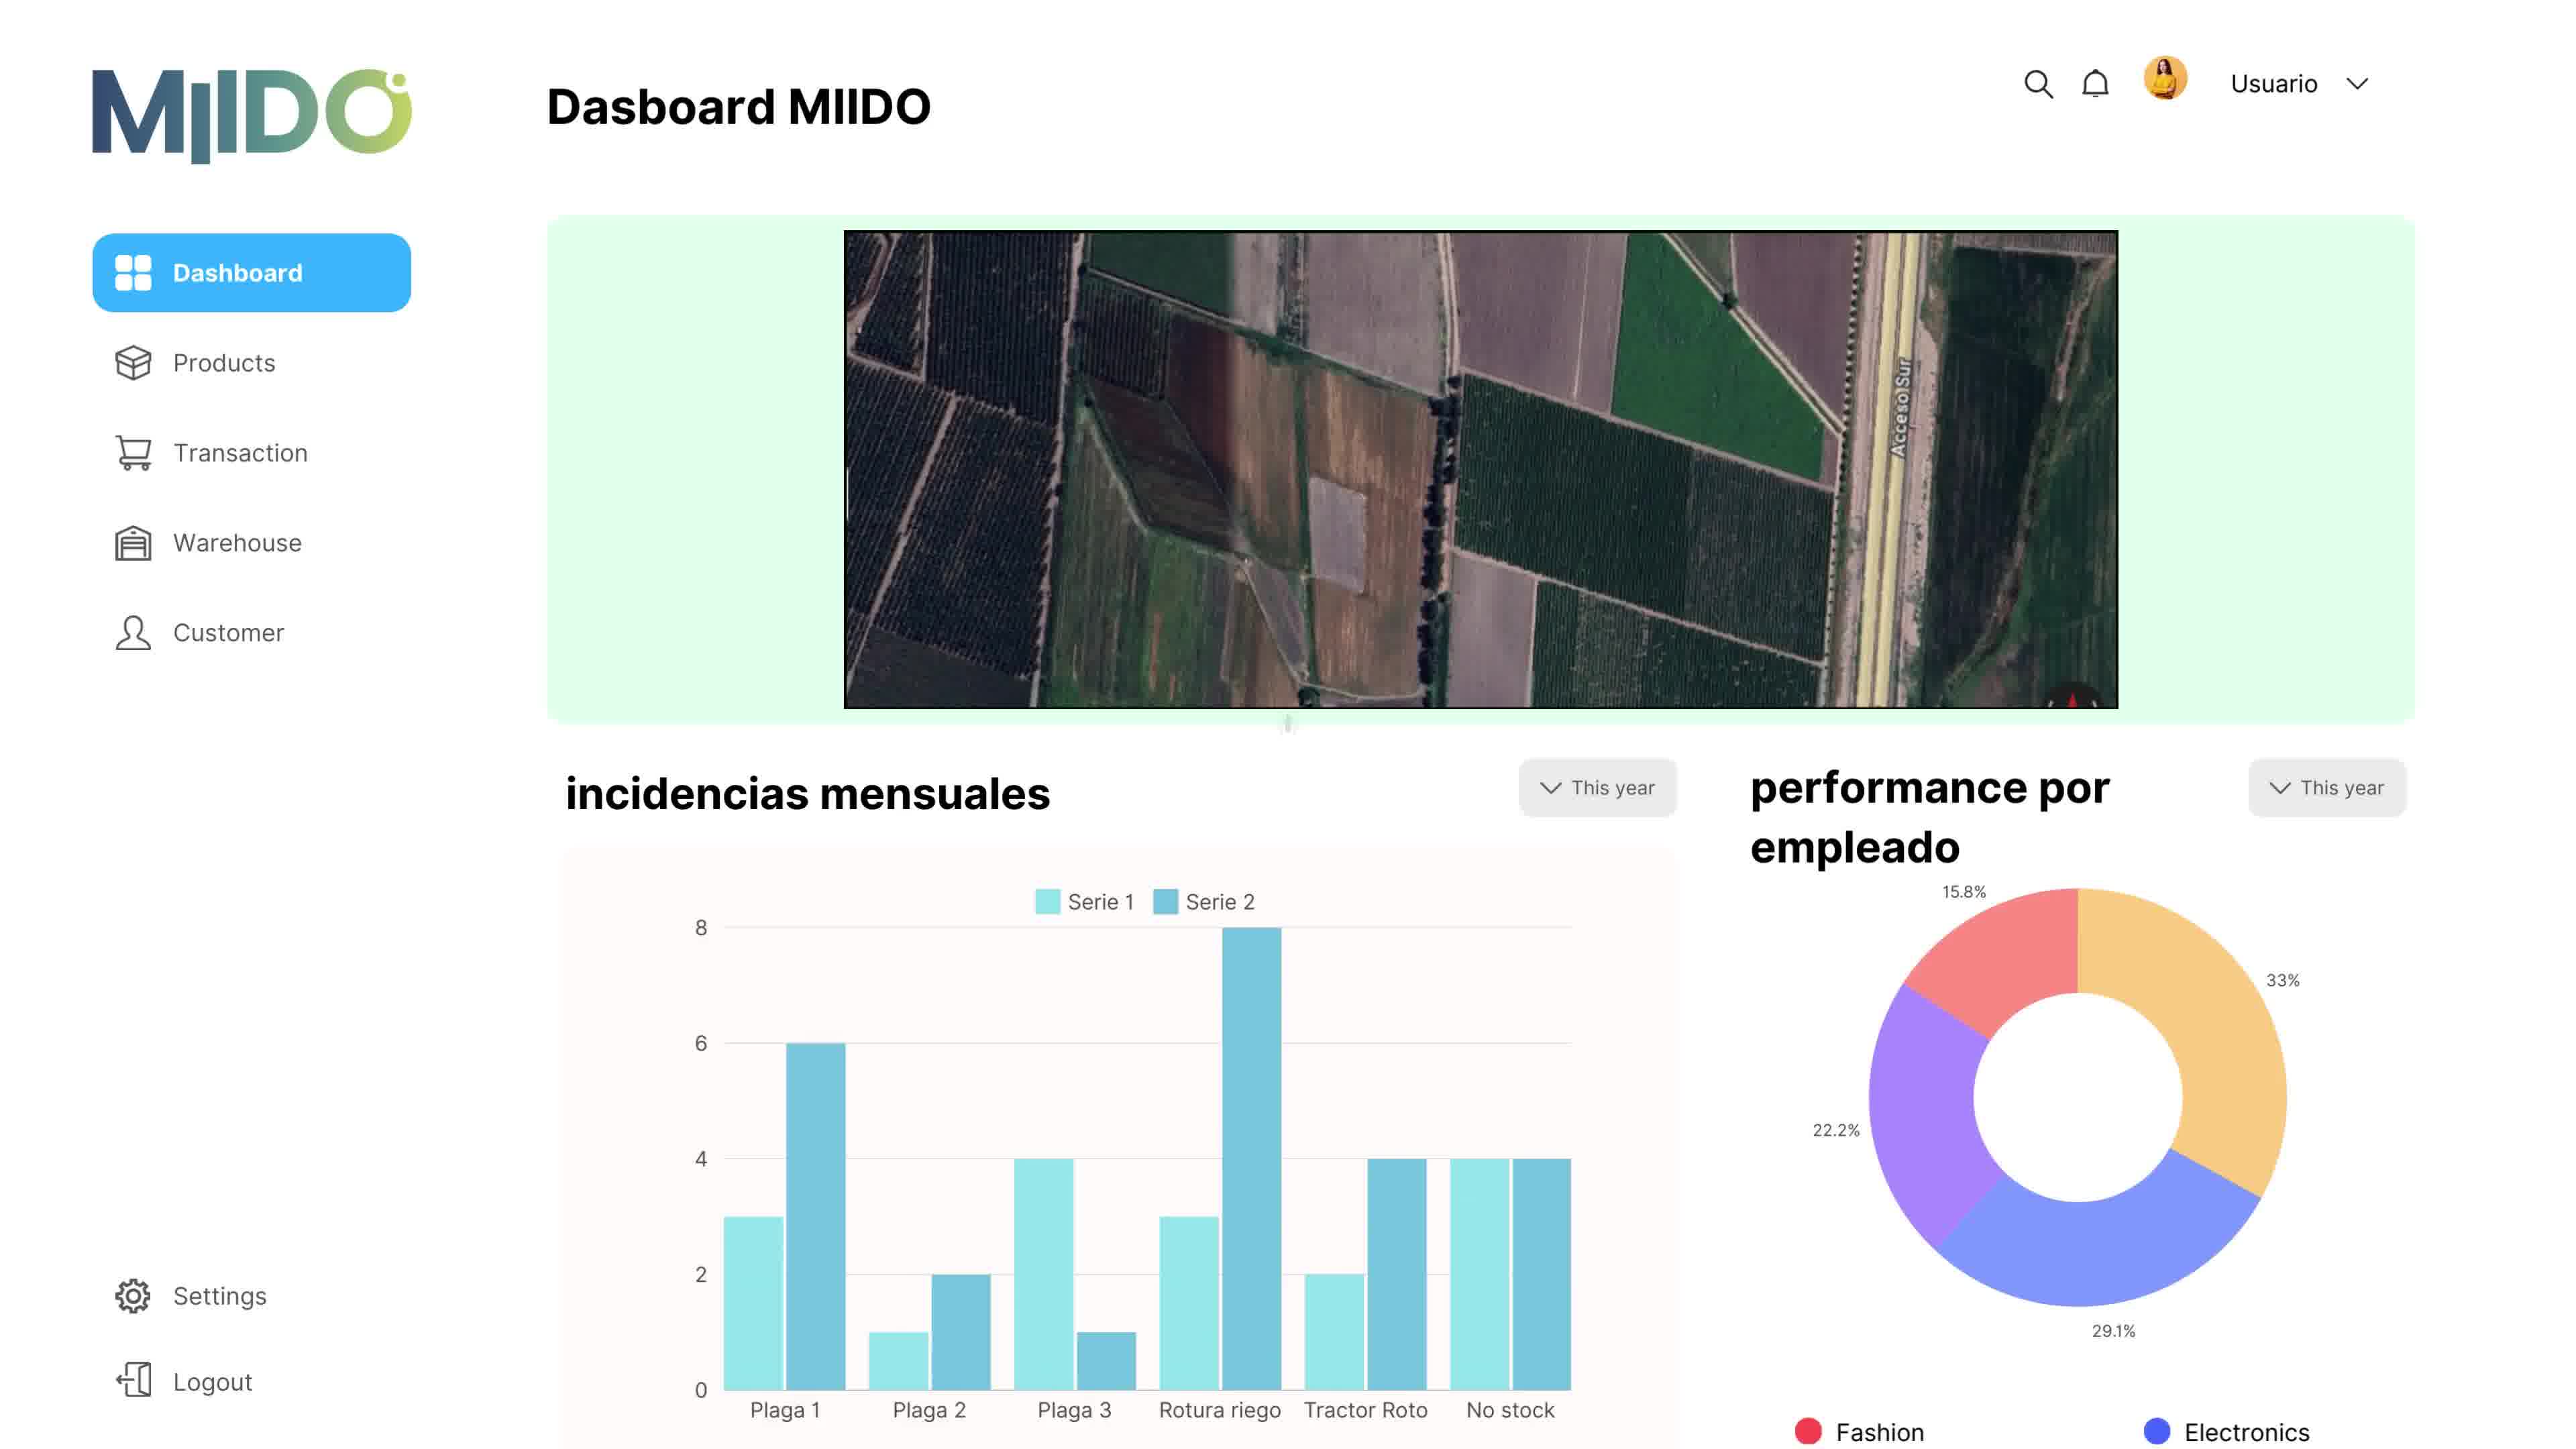 MIIDO
Dasboard MIIDO
Usuario
Dashboard
Products
Transaction
Warehouse
Customer
Settings
Logout
Acceso Sur
incidencias mensuales
This year
Serie 1
Serie 2
8
6
4
2
0
Plaga 1
Plaga 2
Plaga 3
Rotura riego
Tractor Roto
No stock
performance por
empleado
This year
15.8%
33%
22.2%
29.1%
Fashion
Electronics